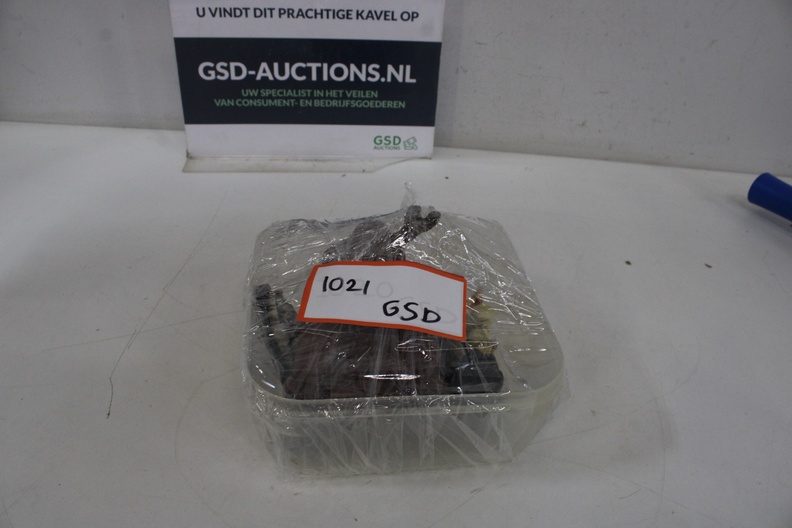 U VINDT DIT PRACHTIGE KAVEL OP
GSD-AUCTIONS.NL
UW SPECIALIST IN HET VEILEN
VAN CONSUMENT- EN BEDRIJFSGOEDEREN
GSD
AUCTIONS
1021
GSD